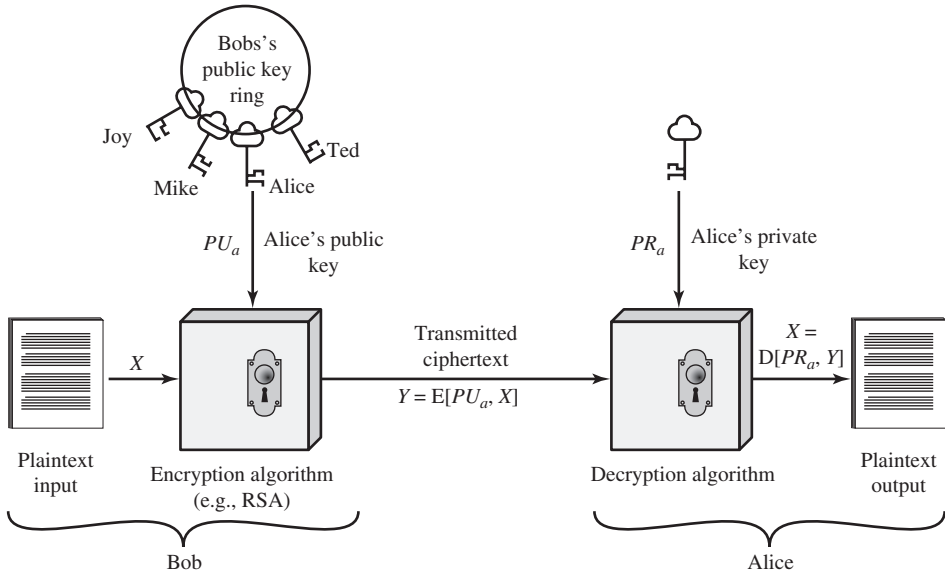 Bobs's
public key
ring
Joy
Ted
Mike
Alice
PUₐ
Alice's public
key
PRₐ
Alice's private
key
X
Transmitted
ciphertext
Y = E[PUₐ, X]
X =
D[PRₐ, Y]
Plaintext
input
Encryption algorithm
(e.g., RSA)
Decryption algorithm
Plaintext
output
Bob
Alice